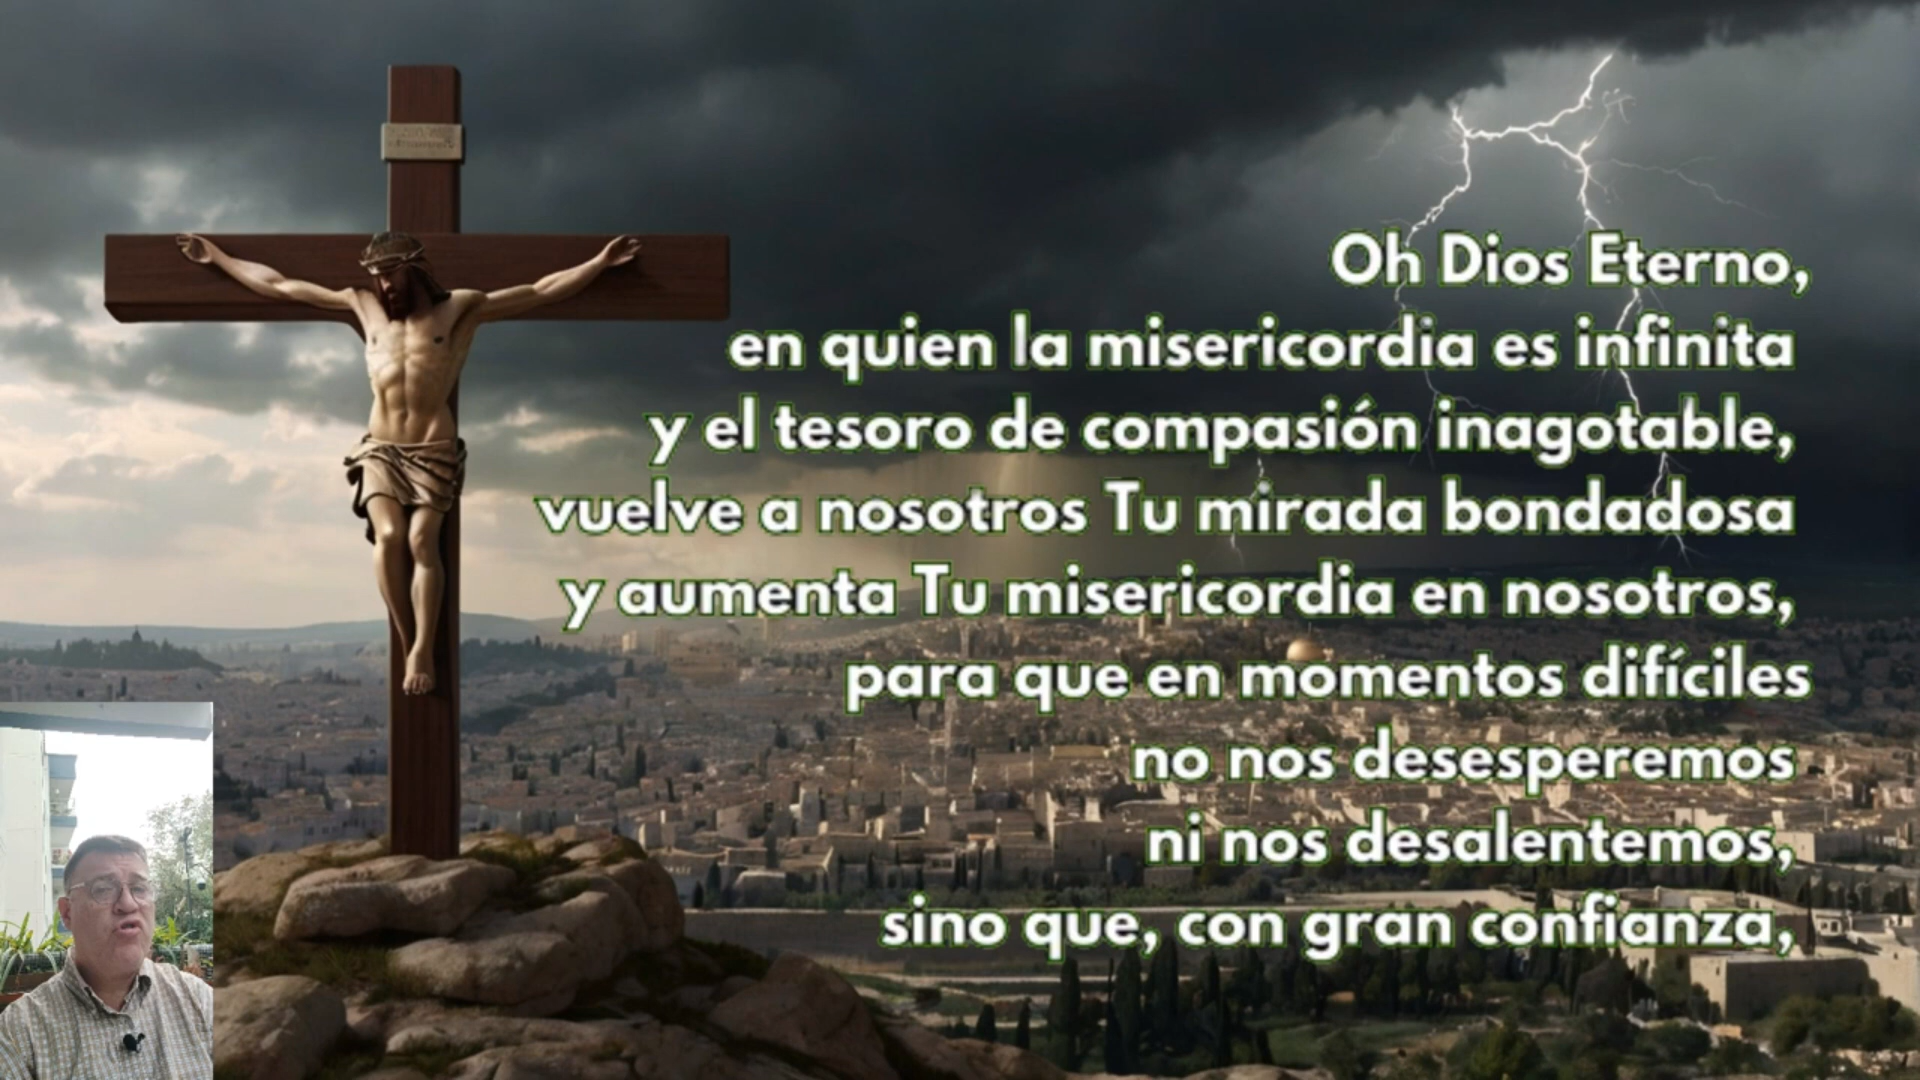 Oh Dios Eterno,
en quien la misericordia es infinita
y el tesoro de compasión inagotable,
vuelve a nosotros Tu mirada bondadosa
y aumenta Tu misericordia en nosotros,
para que en momentos difíciles
no nos desesperemos
ni nos desalentemos,
sino que, con gran confianza,